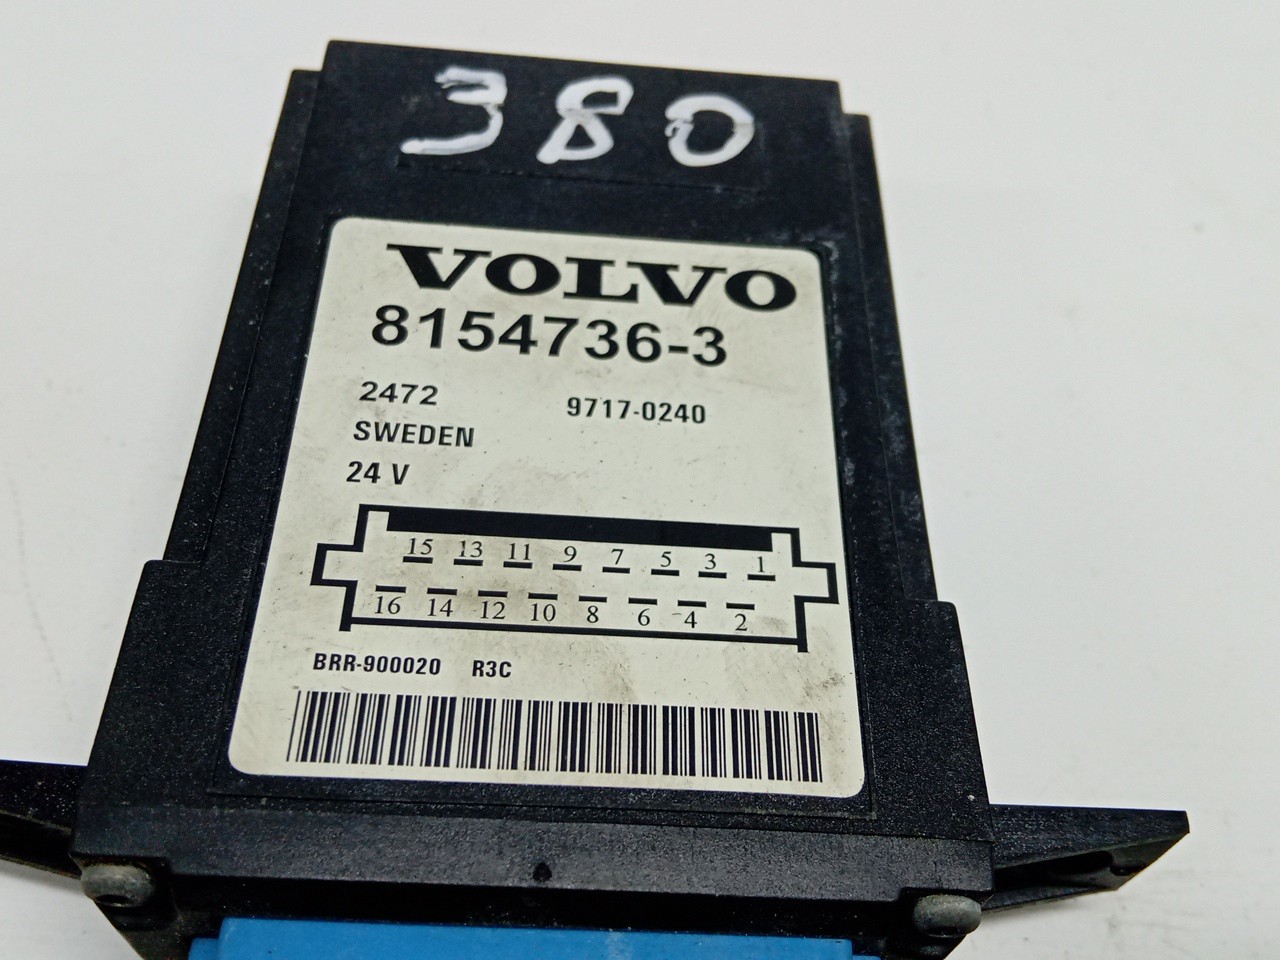 380
VOLVO
8154736-3
2472 9717-0240
SWEDEN
24 V
15 13 11 9 7 5 3 1
16 14 12 10 8 6 4 2
BRR-900020 R3C